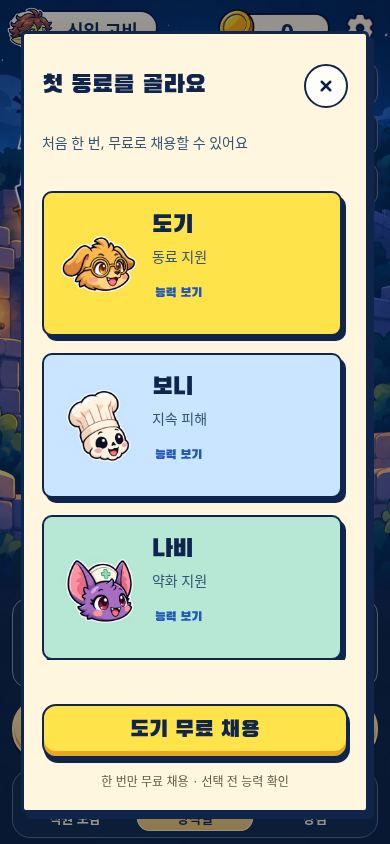 0
첫 동료를 골라요
처음 한 번, 무료로 채용할 수 있어요
도기
동료 지원
능력 보기
보니
지속 피해
능력 보기
나비
약화 지원
능력 보기
도기 무료 채용
한 번만 무료 채용 · 선택 전 능력 확인